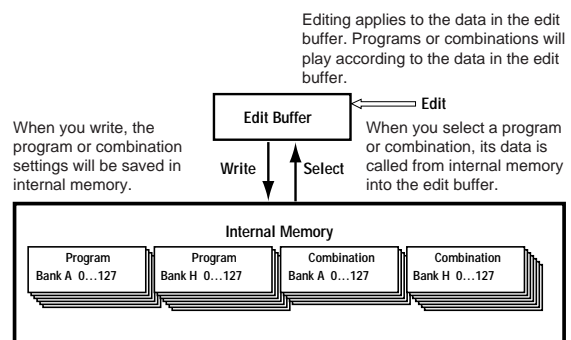 Editing applies to the data in the edit
buffer. Programs or combinations will
play according to the data in the edit
buffer.
Edit Buffer
Edit
When you write, the
program or combination
settings will be saved in
internal memory.
Write
Select
When you select a program
or combination, its data is
called from internal memory
into the edit buffer.
Internal Memory
Program
Bank A 0...127
Program
Bank H 0...127
Combination
Bank A 0...127
Combination
Bank H 0...127